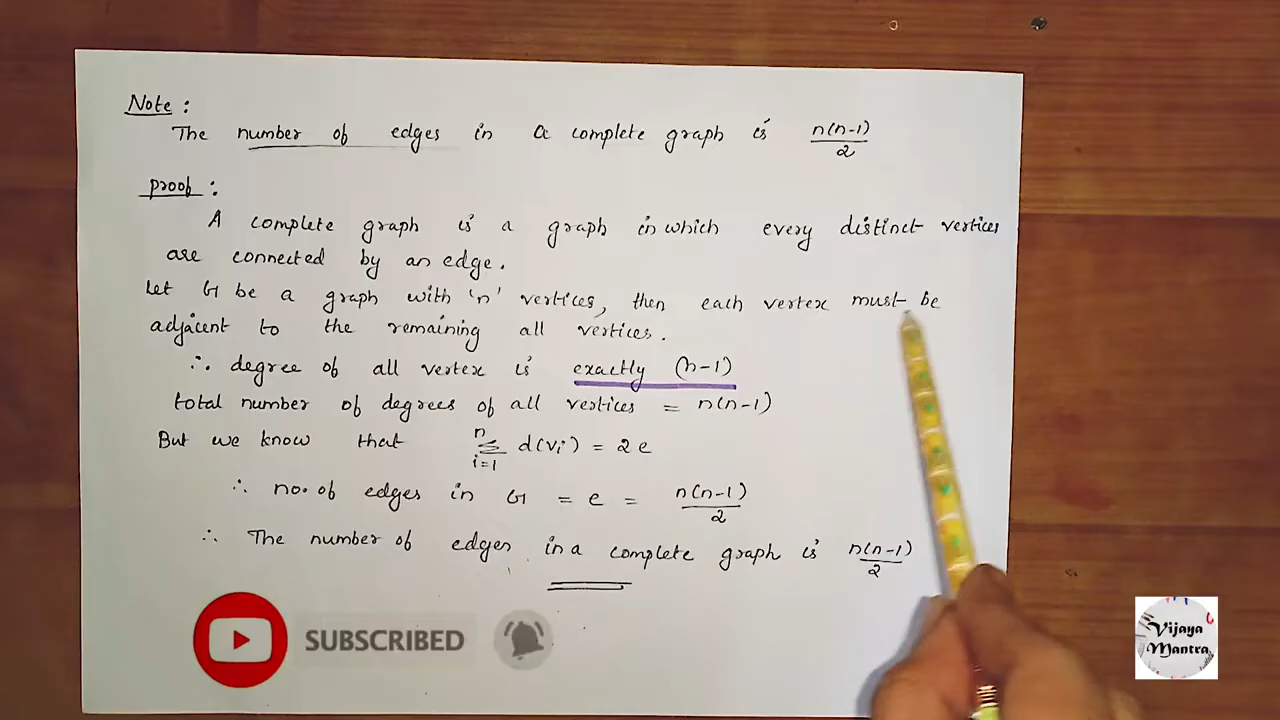 Note :
The number of edges in a complete graph is n(n-1)/2
proof :
A complete graph is a graph in which every distinct vertices
are connected by an edge.
Let G be a graph with 'n' vertices, then each vertex must be
adjacent to the remaining all vertices.
∴ degree of all vertex is exactly (n-1)
total number of degrees of all vertices = n(n-1)
But we know that n Σ i=1 d(vi) = 2e
∴ no. of edges in G = e = n(n-1)/2
∴ The number of edges in a complete graph is n(n-1)/2
SUBSCRIBED
Vijaya
Mantra